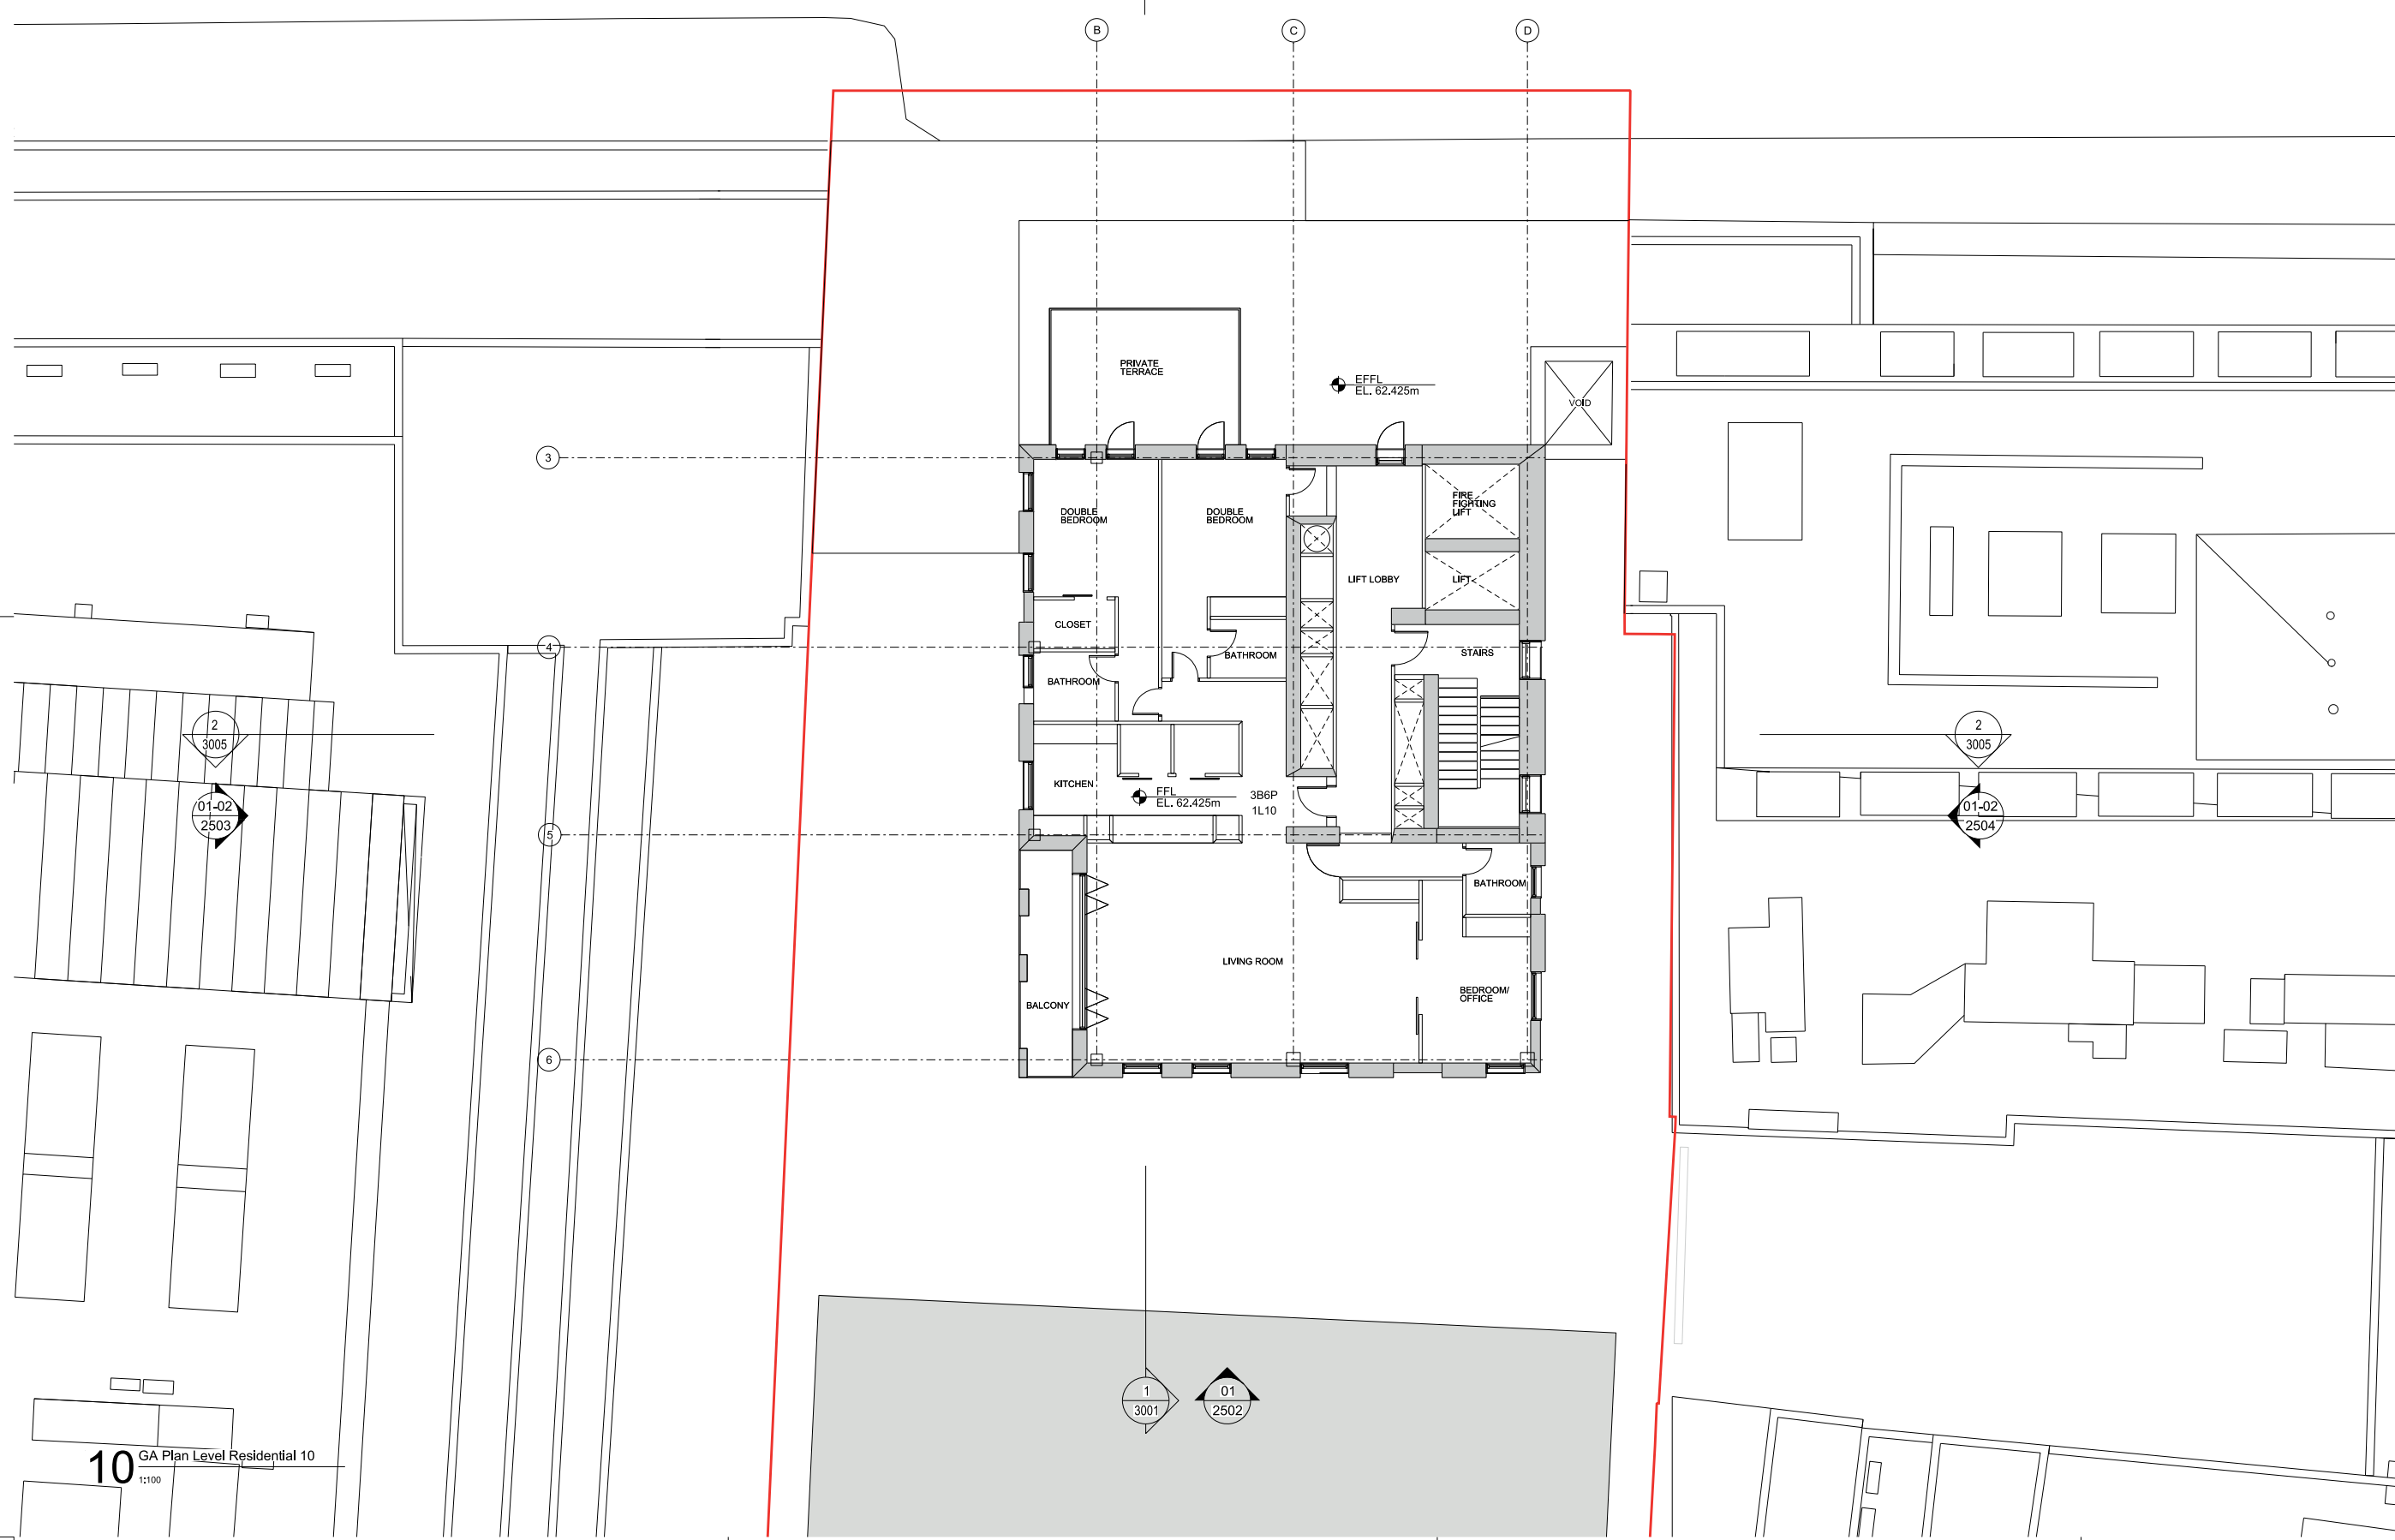 B
C
D
PRIVATE
TERRACE
EFFL
EL. 62.425m
VOID
3
DOUBLE
BEDROOM
DOUBLE
BEDROOM
FIRE
FIGHTING
LIFT
LIFT LOBBY
LIFT
CLOSET
4
BATHROOM
STAIRS
BATHROOM
2
3005
2
3005
KITCHEN
FFL
EL. 62.425m
3B6P
1L10
01-02
2503
01-02
2504
5
BATHROOM
LIVING ROOM
BEDROOM/
OFFICE
BALCONY
6
1
3001
01
2502
10
GA Plan Level Residential 10
1:100